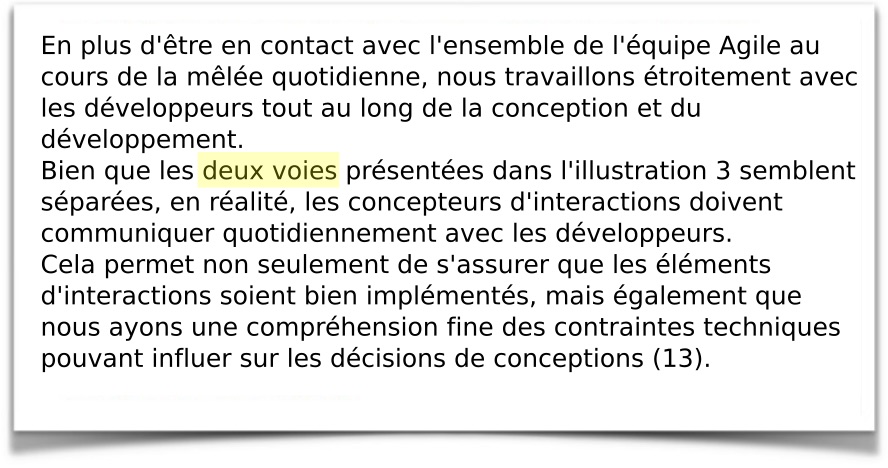 En plus d'être en contact avec l'ensemble de l'équipe Agile au
cours de la mêlée quotidienne, nous travaillons étroitement avec
les développeurs tout au long de la conception et du
développement.
Bien que les deux voies présentées dans l'illustration 3 semblent
séparées, en réalité, les concepteurs d'interactions doivent
communiquer quotidiennement avec les développeurs.
Cela permet non seulement de s'assurer que les éléments
d'interactions soient bien implémentés, mais également que
nous ayons une compréhension fine des contraintes techniques
pouvant influer sur les décisions de conceptions (13).